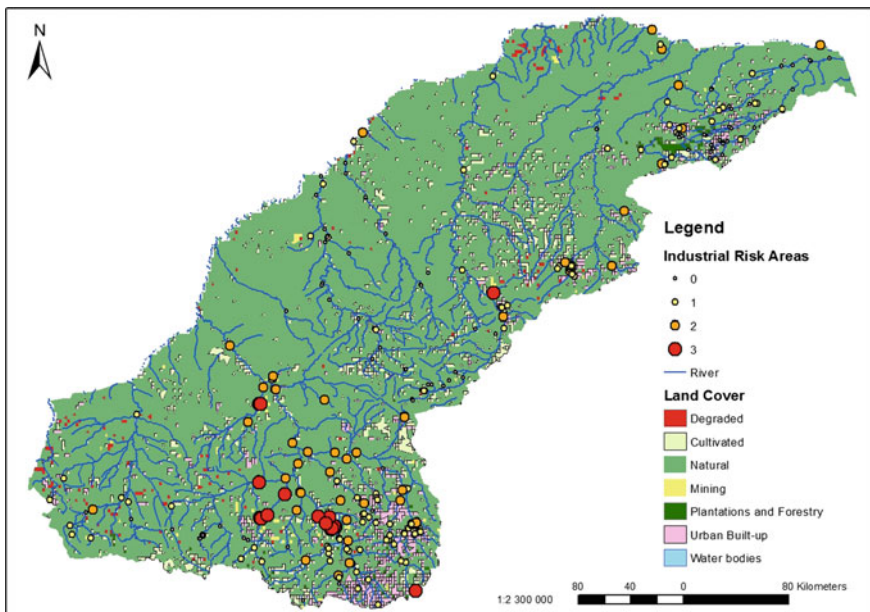 N
Legend
Industrial Risk Areas
0
1
2
3
River
Land Cover
Degraded
Cultivated
Natural
Mining
Plantations and Forestry
Urban Built-up
Water bodies
1:2 300 000
80 40 0 80 Kilometers